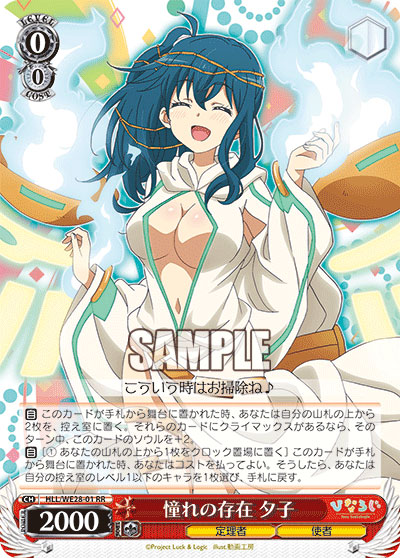 LEVEL
0
0
COST
SAMPLE
こういう時はお掃除ね♪
自 このカードが手札から舞台に置かれた時、あなたは自分の山札の上から
2枚を、控え室に置く。それらのカードにクライマックスがあるなら、その
ターン中、このカードのソウルを+2。
自 [① あなたの山札の上から1枚をクロック置場に置く] このカードが手
札から舞台に置かれた時、あなたはコストを払ってよい。そうしたら、あなたは
自分の控え室のレベル1以下のキャラを1枚選び、手札に戻す。
CH HLL/WE28-01 RR
2000
憧れの存在 夕子
ひなろじ
定理者
使者
©Project Luck & Logic / illust 動画工房